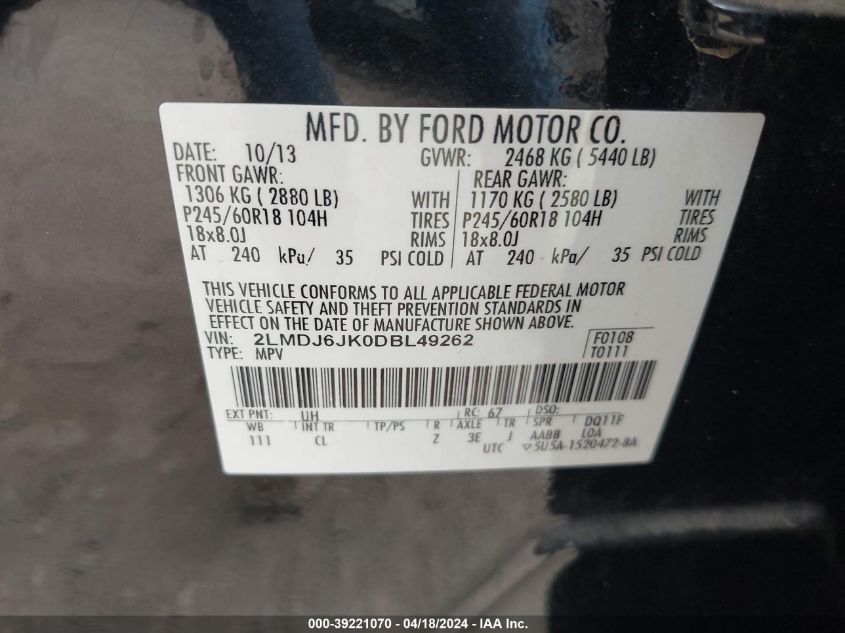 MFD. BY FORD MOTOR CO.
DATE: 10/13 GVWR: 2468 KG ( 5440 LB)
FRONT GAWR: REAR GAWR:
1306 KG ( 2880 LB) WITH 1170 KG ( 2580 LB) WITH
P245/60R18 104H TIRES P245/60R18 104H TIRES
18x8.0J RIMS 18x8.0J RIMS
AT 240 kPa/ 35 PSI COLD AT 240 kPa/ 35 PSI COLD
THIS VEHICLE CONFORMS TO ALL APPLICABLE FEDERAL MOTOR
VEHICLE SAFETY AND THEFT PREVENTION STANDARDS IN
EFFECT ON THE DATE OF MANUFACTURE SHOWN ABOVE.
VIN: 2LMDJ6JK0DBL49262 F0108
TYPE: MPV T0111
EXT PNT: UH RC: 67 DSO:
WB INT TR TP/PS R AXLE TR SPR DQ11F
111 CL Z 3E J AABB LOA
UTC ▽5U5A-1520472-BA
000-39221070 - 04/18/2024 - IAA, Inc.